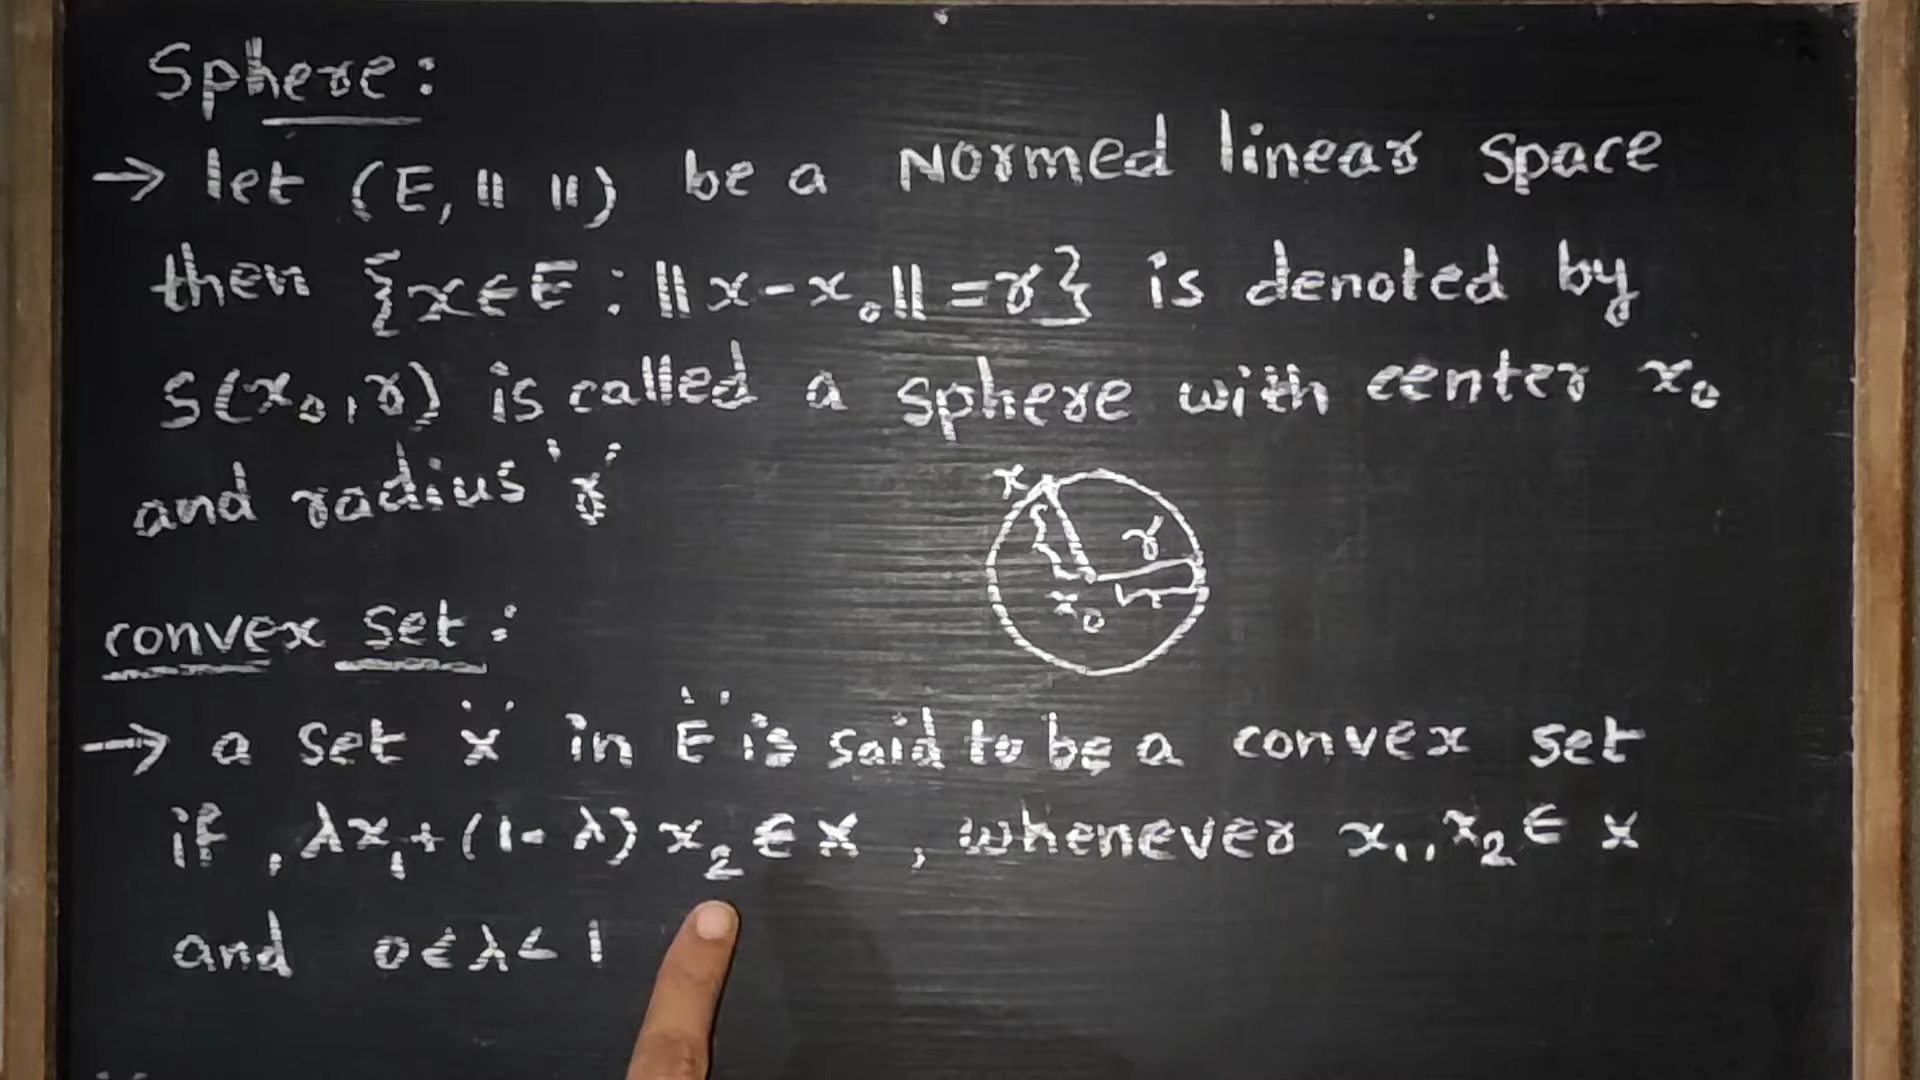 Sphere:
→ let (E, || ||) be a Normed linear space
then {x∈E : ||x-x₀|| = r} is denoted by
S(x₀, r) is called a sphere with center x₀
and radius 'r'
x
r
x₀
convex set:
→ a set 'x' in 'E' is said to be a convex set
if, λx₁+(1-λ) x₂ ∈ x, whenever x₁, x₂ ∈ x
and 0<λ<1